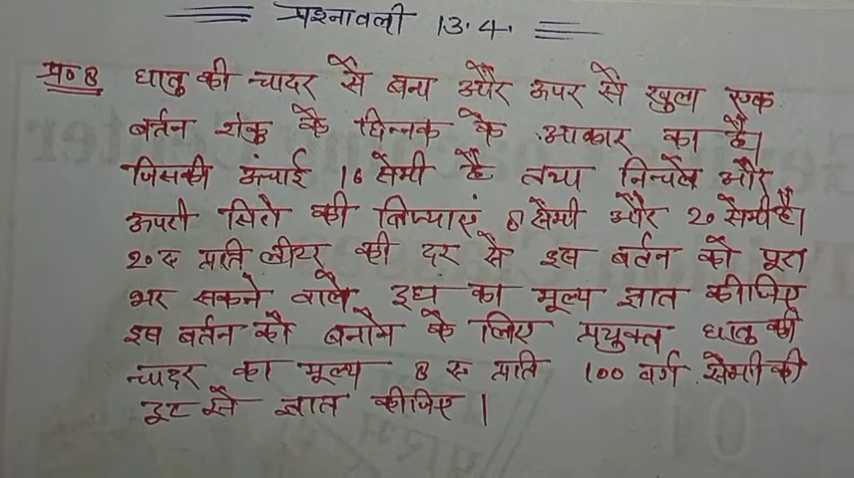 प्रश्नावली 13.4.
प्र० 8 धातु की चादर से बना और ऊपर से खुला एक
बर्तन शंकु के छिन्नक के आकार का है।
जिसकी ऊंचाई 16 सेमी है तथा निचले और
ऊपरी सिरो की त्रिज्याएं 8 सेमी और 20 सेमी है।
20 रु प्रति लीटर की दर से इस बर्तन को पूरा
भर सकने वाले दूध का मूल्य ज्ञात कीजिए
इस बर्तन को बनाने के लिए प्रयुक्त धातु की
चादर का मूल्य 8 रु प्रति 100 वर्ग सेमी की
दर से ज्ञात कीजिए।